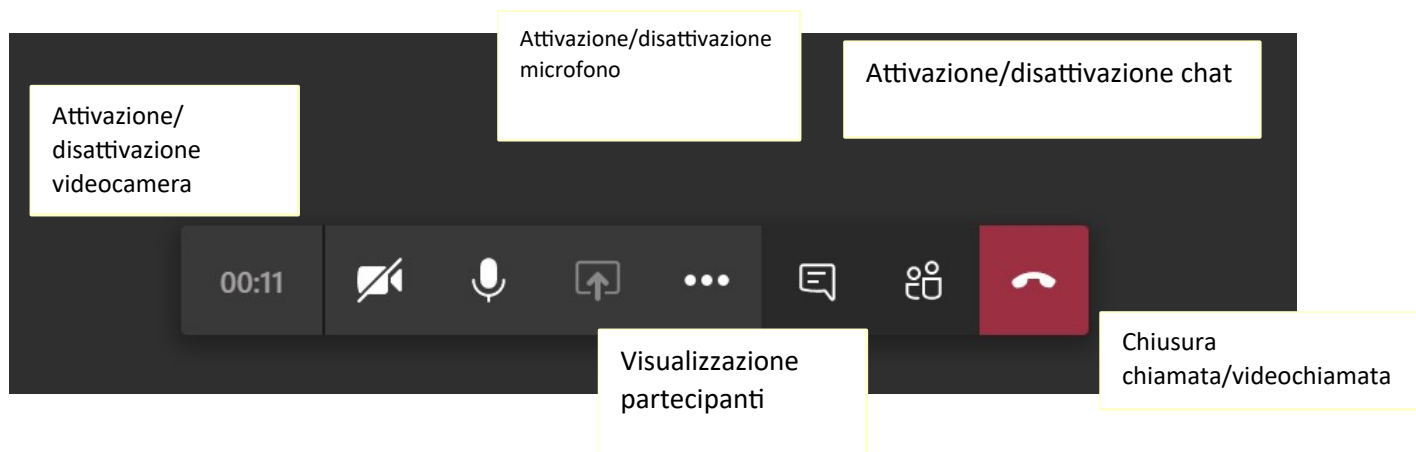 Attivazione/disattivazione
microfono
Attivazione/disattivazione chat
Attivazione/
disattivazione
videocamera
00:11
Visualizzazione
partecipanti
Chiusura
chiamata/videochiamata